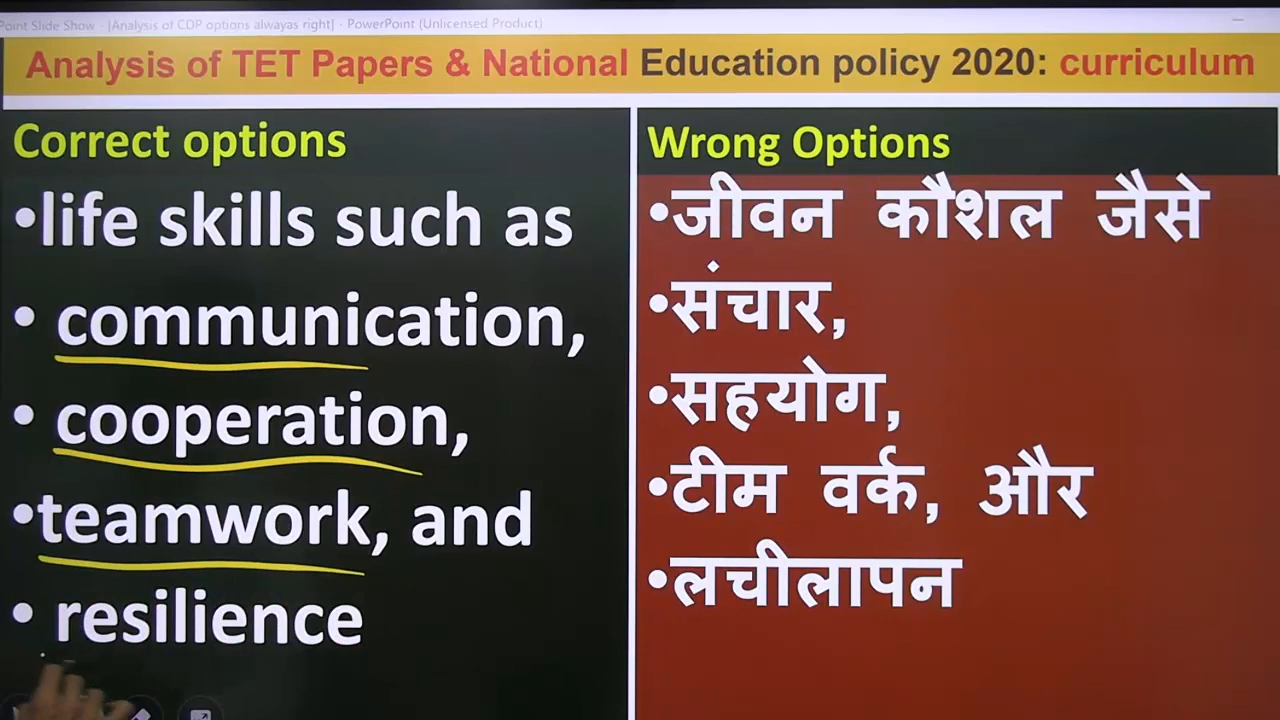 Point Slide Show - [Analysis of CDP options alwayas right] - PowerPoint (Unlicensed Product)
Analysis of TET Papers & National Education policy 2020: curriculum
Correct options
•life skills such as
• communication,
• cooperation,
•teamwork, and
• resilience
Wrong Options
•जीवन कौशल जैसे
•संचार,
•सहयोग,
•टीम वर्क, और
•लचीलापन